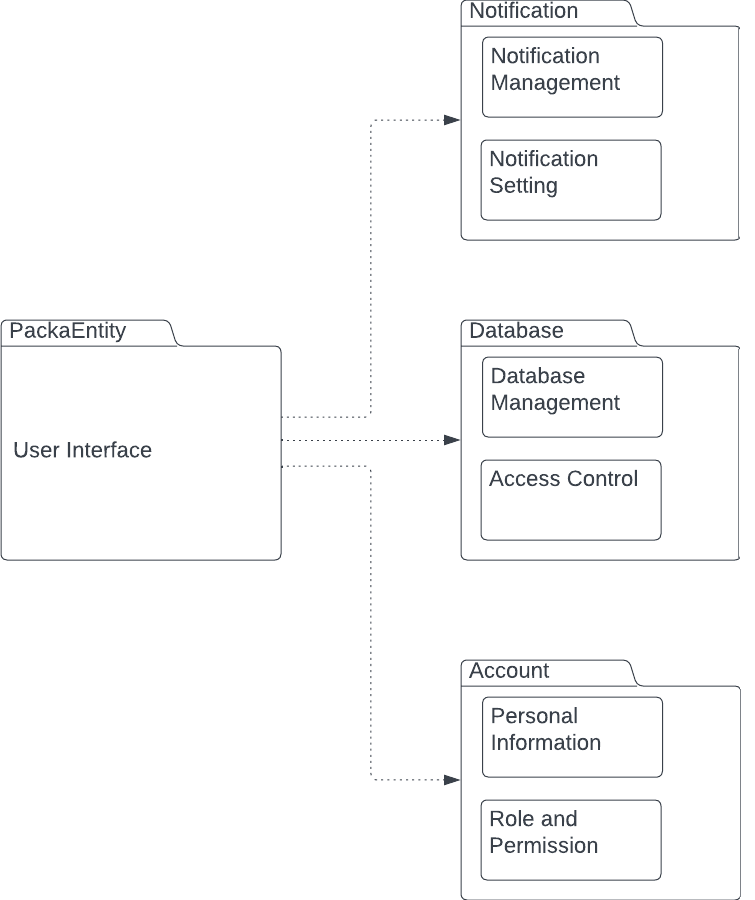 Notification
Notification
Management
Notification
Setting
PackaEntity
User Interface
Database
Database
Management
Access Control
Account
Personal
Information
Role and
Permission